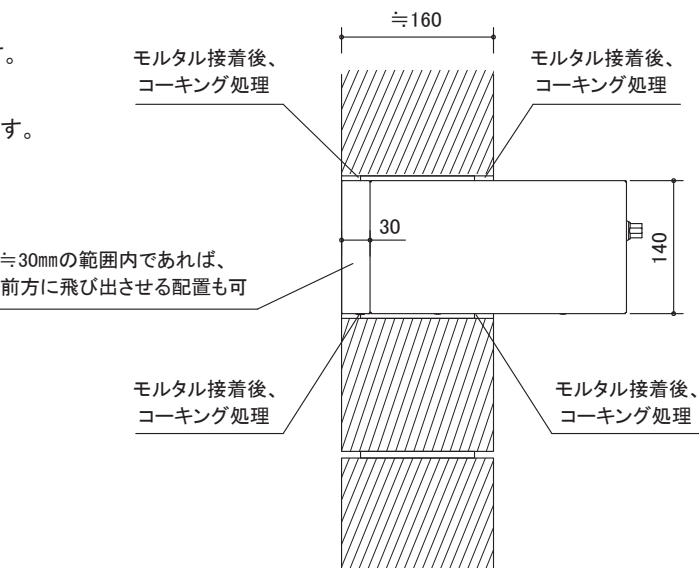 ≒160
す。
モルタル接着後、
コーキング処理
モルタル接着後、
コーキング処理
す。
30
140
≒30mmの範囲内であれば、
前方に飛び出させる配置も可
モルタル接着後、
コーキング処理
モルタル接着後、
コーキング処理